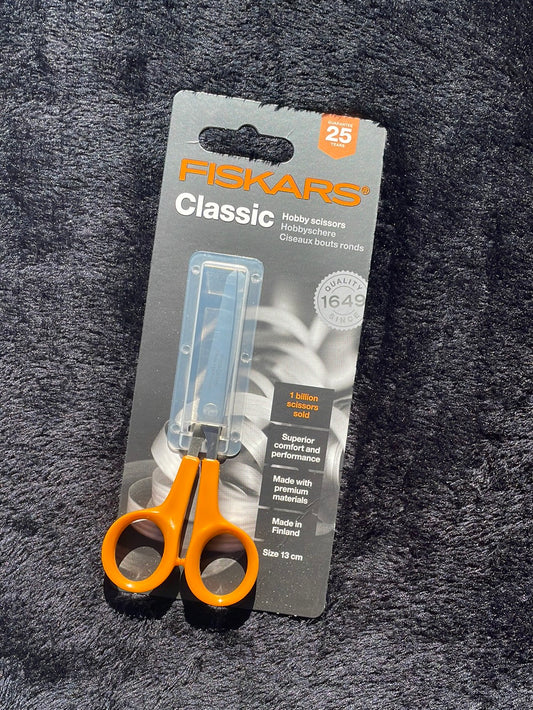 GUARANTEE
25
YEARS
FISKARS®
Classic
Hobby scissors
Hobbyschere
Ciseaux bouts ronds
QUALITY
1649
SINCE
1 billion
scissors
sold
Superior
comfort and
performance
Made with
premium
materials
Made in
Finland
Size 13 cm